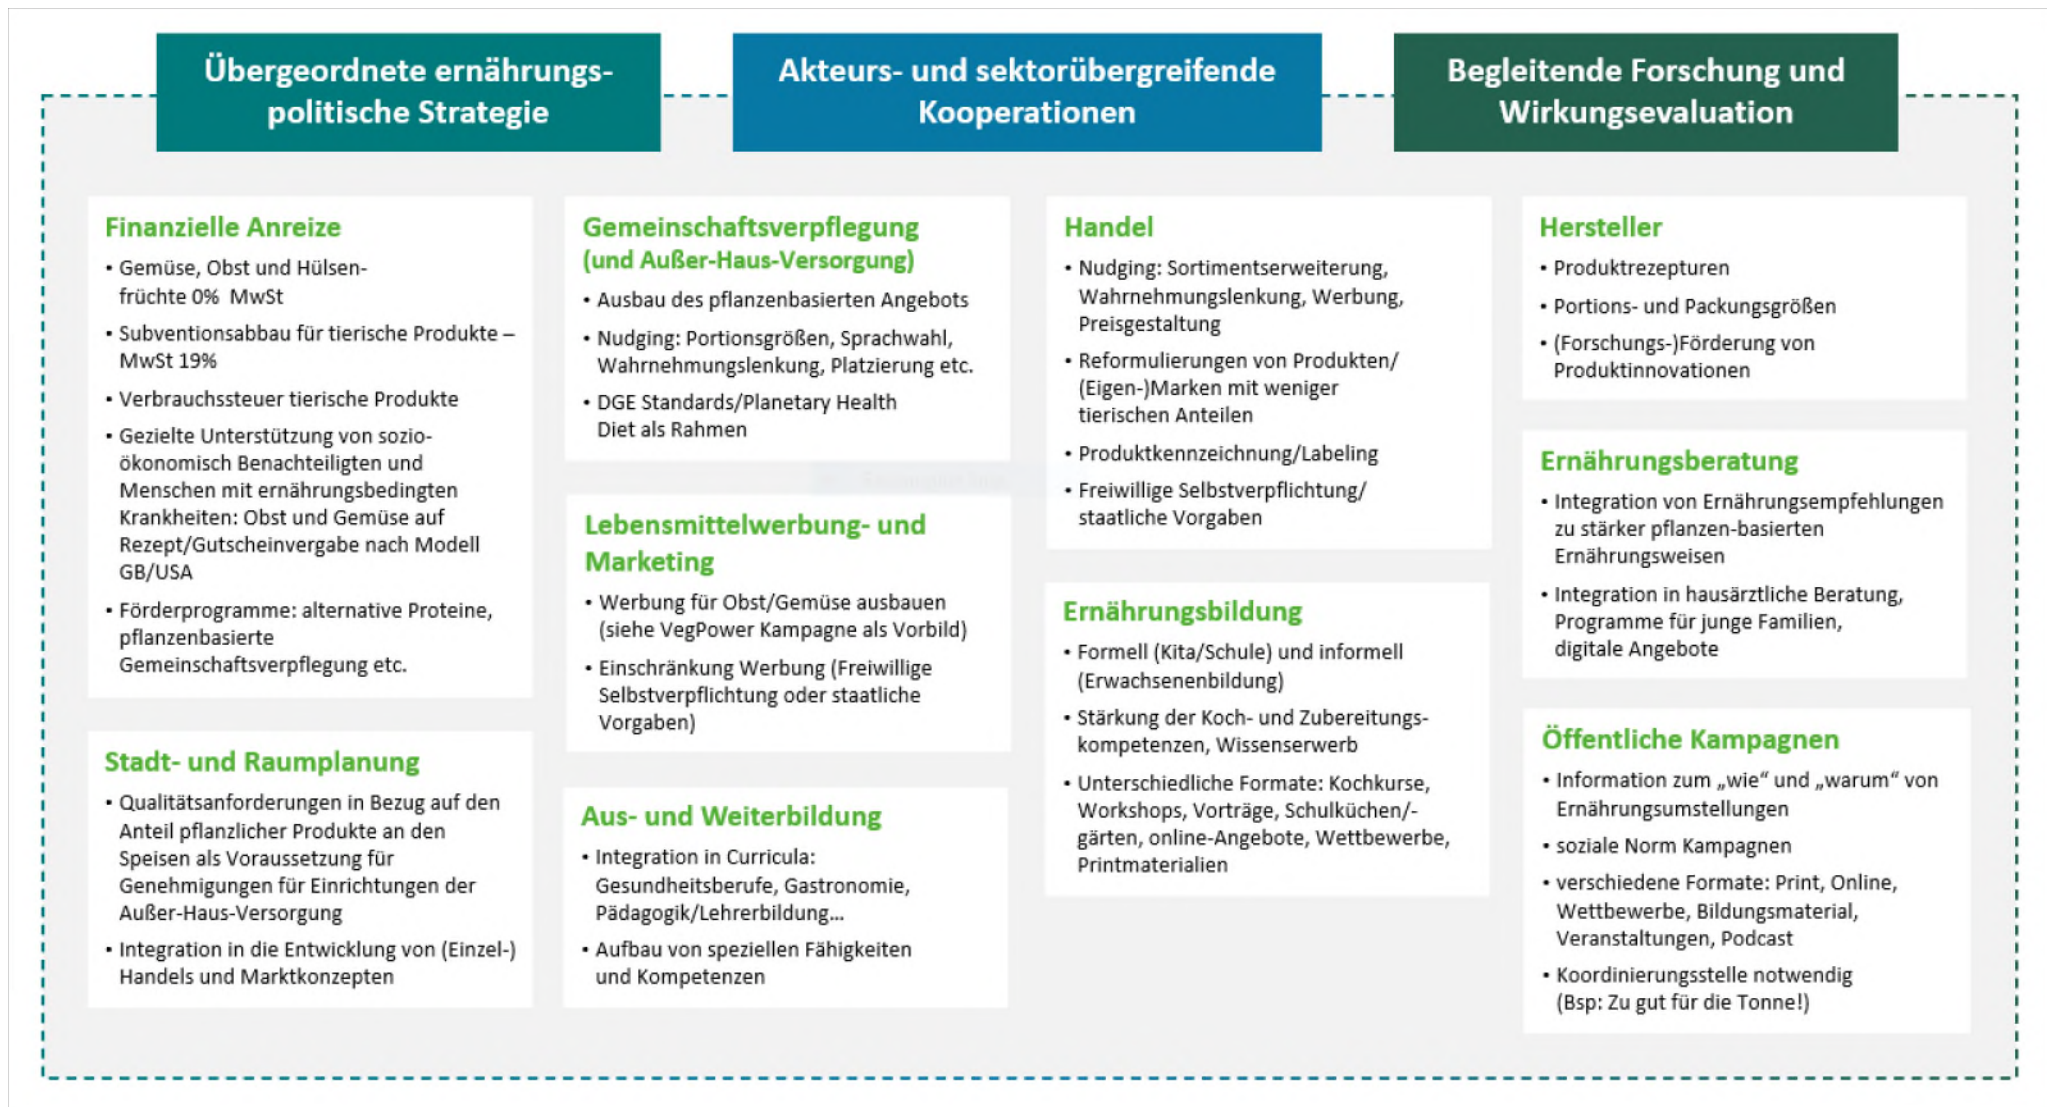 Übergeordnete ernährungs-
politische Strategie
Akteurs- und sektorübergreifende
Kooperationen
Begleitende Forschung und
Wirkungsevaluation
Finanzielle Anreize
▪ Gemüse, Obst und Hülsen-
früchte 0% MwSt
▪ Subventionsabbau für tierische Produkte –
MwSt 19%
▪ Verbrauchssteuer tierische Produkte
▪ Gezielte Unterstützung von sozio-
ökonomisch Benachteiligten und
Menschen mit ernährungsbedingten
Krankheiten: Obst und Gemüse auf
Rezept/Gutscheinvergabe nach Modell
GB/USA
▪ Förderprogramme: alternative Proteine,
pflanzenbasierte
Gemeinschaftsverpflegung etc.
Stadt- und Raumplanung
▪ Qualitätsanforderungen in Bezug auf den
Anteil pflanzlicher Produkte an den
Speisen als Voraussetzung für
Genehmigungen für Einrichtungen der
Außer-Haus-Versorgung
▪ Integration in die Entwicklung von (Einzel-)
Handels und Marktkonzepten
Gemeinschaftsverpflegung
(und Außer-Haus-Versorgung)
▪ Ausbau des pflanzenbasierten Angebots
▪ Nudging: Portionsgrößen, Sprachwahl,
Wahrnehmungslenkung, Platzierung etc.
▪ DGE Standards/Planetary Health
Diet als Rahmen
Lebensmittelwerbung- und
Marketing
▪ Werbung für Obst/Gemüse ausbauen
(siehe VegPower Kampagne als Vorbild)
▪ Einschränkung Werbung (Freiwillige
Selbstverpflichtung oder staatliche
Vorgaben)
Aus- und Weiterbildung
▪ Integration in Curricula:
Gesundheitsberufe, Gastronomie,
Pädagogik/Lehrerbildung…
▪ Aufbau von speziellen Fähigkeiten
und Kompetenzen
Handel
▪ Nudging: Sortimentserweiterung,
Wahrnehmungslenkung, Werbung,
Preisgestaltung
▪ Reformulierungen von Produkten/
(Eigen-)Marken mit weniger
tierischen Anteilen
▪ Produktkennzeichnung/Labeling
▪ Freiwillige Selbstverpflichtung/
staatliche Vorgaben
Ernährungsbildung
▪ Formell (Kita/Schule) und informell
(Erwachsenenbildung)
▪ Stärkung der Koch- und Zubereitungs-
kompetenzen, Wissenserwerb
▪ Unterschiedliche Formate: Kochkurse,
Workshops, Vorträge, Schulküchen/-
gärten, online-Angebote, Wettbewerbe,
Printmaterialien
Hersteller
▪ Produktrezepturen
▪ Portions- und Packungsgrößen
▪ (Forschungs-)Förderung von
Produktinnovationen
Ernährungsberatung
▪ Integration von Ernährungsempfehlungen
zu stärker pflanzen-basierten
Ernährungsweisen
▪ Integration in hausärztliche Beratung,
Programme für junge Familien,
digitale Angebote
Öffentliche Kampagnen
▪ Information zum „wie“ und „warum“ von
Ernährungsumstellungen
▪ soziale Norm Kampagnen
▪ verschiedene Formate: Print, Online,
Wettbewerbe, Bildungsmaterial,
Veranstaltungen, Podcast
▪ Koordinierungsstelle notwendig
(Bsp: Zu gut für die Tonne!)